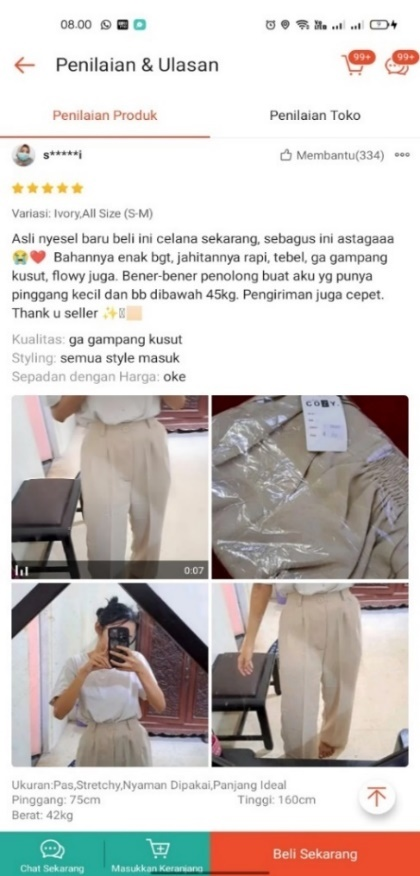 08.00
Penilaian & Ulasan
99+
99+
Penilaian Produk
Penilaian Toko
s*****i
Membantu(334)
Variasi: Ivory,All Size (S-M)
Asli nyesel baru beli ini celana sekarang, sebagus ini astagaaa
😭❤️ Bahannya enak bgt, jahitannya rapi, tebel, ga gampang
kusut, flowy juga. Bener-bener penolong buat aku yg punya
pinggang kecil dan bb dibawah 45kg. Pengiriman juga cepet.
Thank u seller ✨
Kualitas: ga gampang kusut
Styling: semua style masuk
Sepadan dengan Harga: oke
0:07
Ukuran:Pas,Stretchy,Nyaman Dipakai,Panjang Ideal
Pinggang: 75cm
Tinggi: 160cm
Berat: 42kg
Chat Sekarang
Masukkan Keranjang
Beli Sekarang